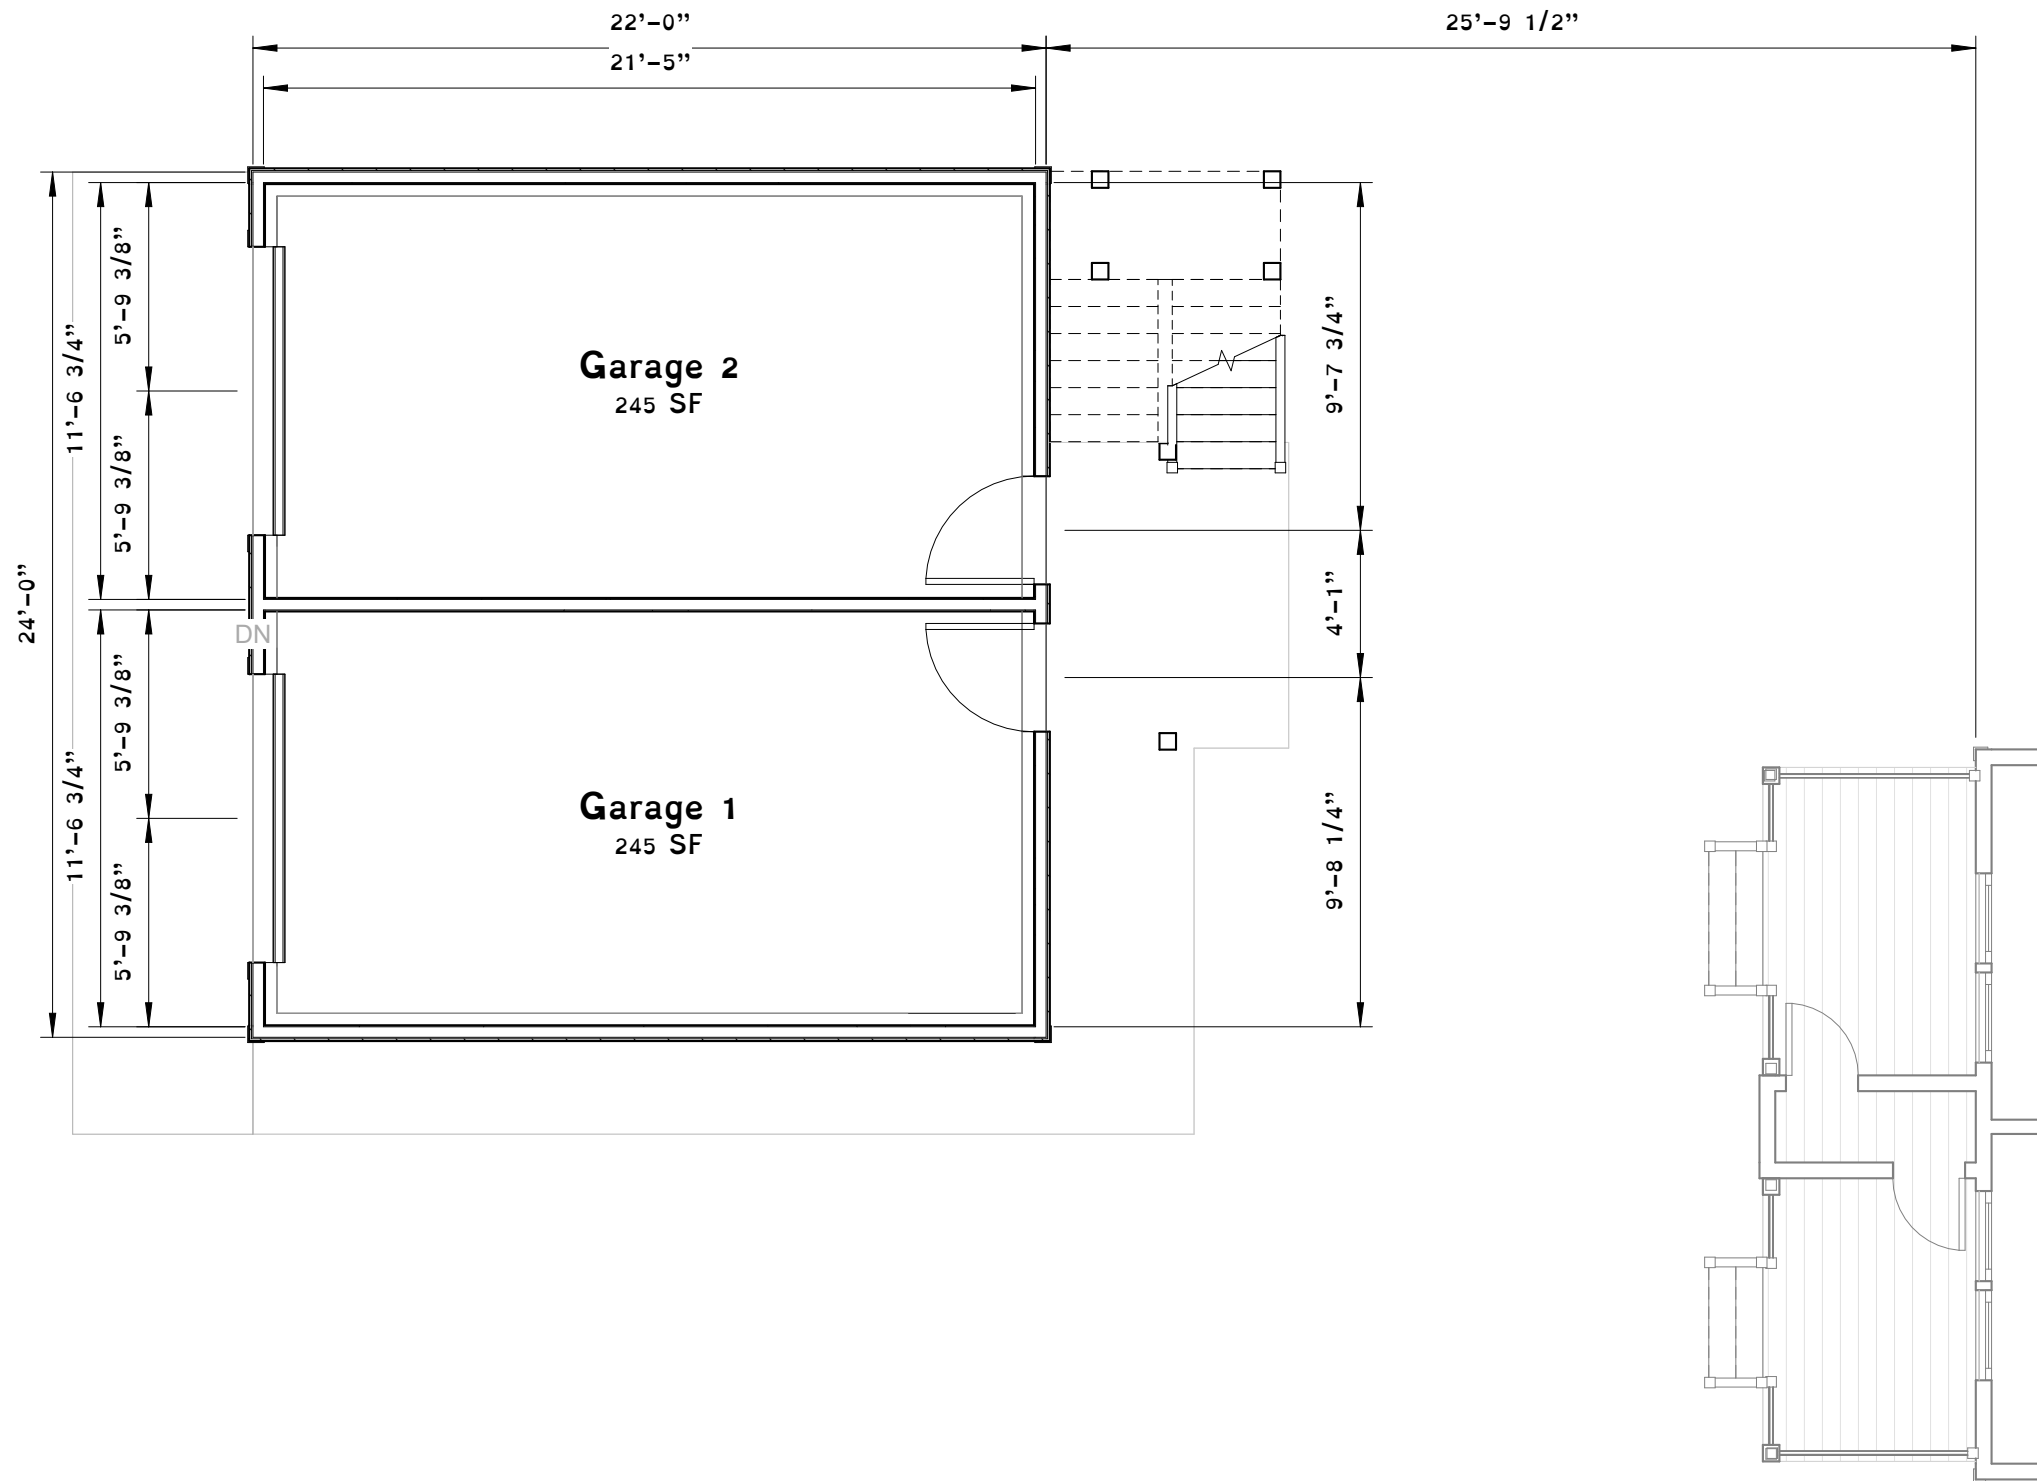 22’-0”
25’-9 1/2”
21’-5”
5’-9 3/8”
11’-6 3/4”
9’-7 3/4”
Garage 2
245 SF
5’-9 3/8”
24’-0”
4’-1”
DN
5’-9 3/8”
11’-6 3/4”
Garage 1
245 SF
9’-8 1/4”
5’-9 3/8”